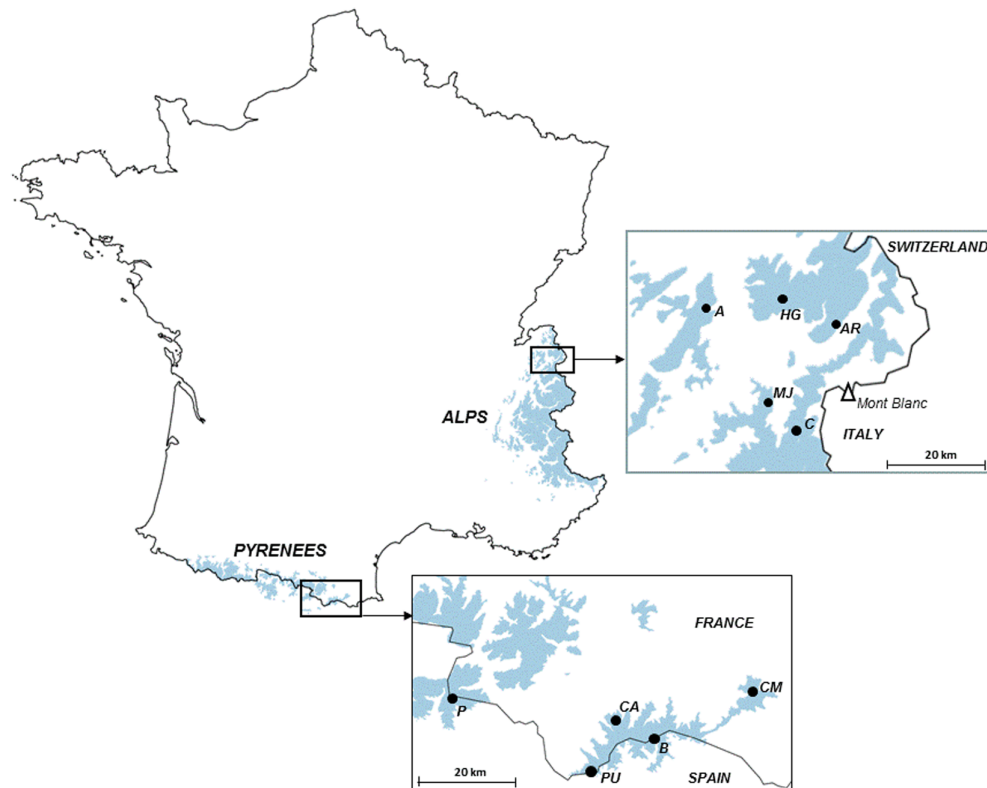 SWITZERLAND
A
HG
AR
MJ
Mont Blanc
C
ITALY
20 km
ALPS
PYRENEES
FRANCE
CM
P
CA
B
PU
SPAIN
20 km